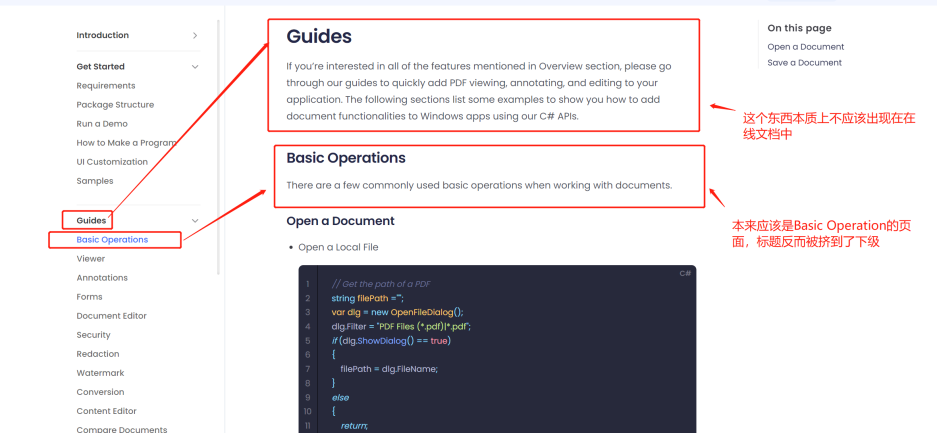 Introduction
Get Started
Requirements
Package Structure
Run a Demo
How to Make a Program
UI Customization
Samples
Guides
Basic Operations
Viewer
Annotations
Forms
Document Editor
Security
Redaction
Watermark
Conversion
Content Editor
Compare Documents
Guides
If you're interested in all of the features mentioned in Overview section, please go
through our guides to quickly add PDF viewing, annotating, and editing to your
application. The following sections list some examples to show you how to add
document functionalities to Windows apps using our C# APIs.
Basic Operations
There are a few commonly used basic operations when working with documents.
Open a Document
• Open a Local File
C#
1 // Get the path of a PDF
2 string filePath ="";
3 var dlg = new OpenFileDialog();
4 dlg.Filter = "PDF Files (*.pdf)|*.pdf";
5 if (dlg.ShowDialog() == true)
6 {
7 filePath = dlg.FileName;
8 }
9 else
10 {
11 return;
On this page
Open a Document
Save a Document
这个东西本质上不应该出现在在
线文档中
本来应该是Basic Operation的页
面，标题反而被挤到了下级